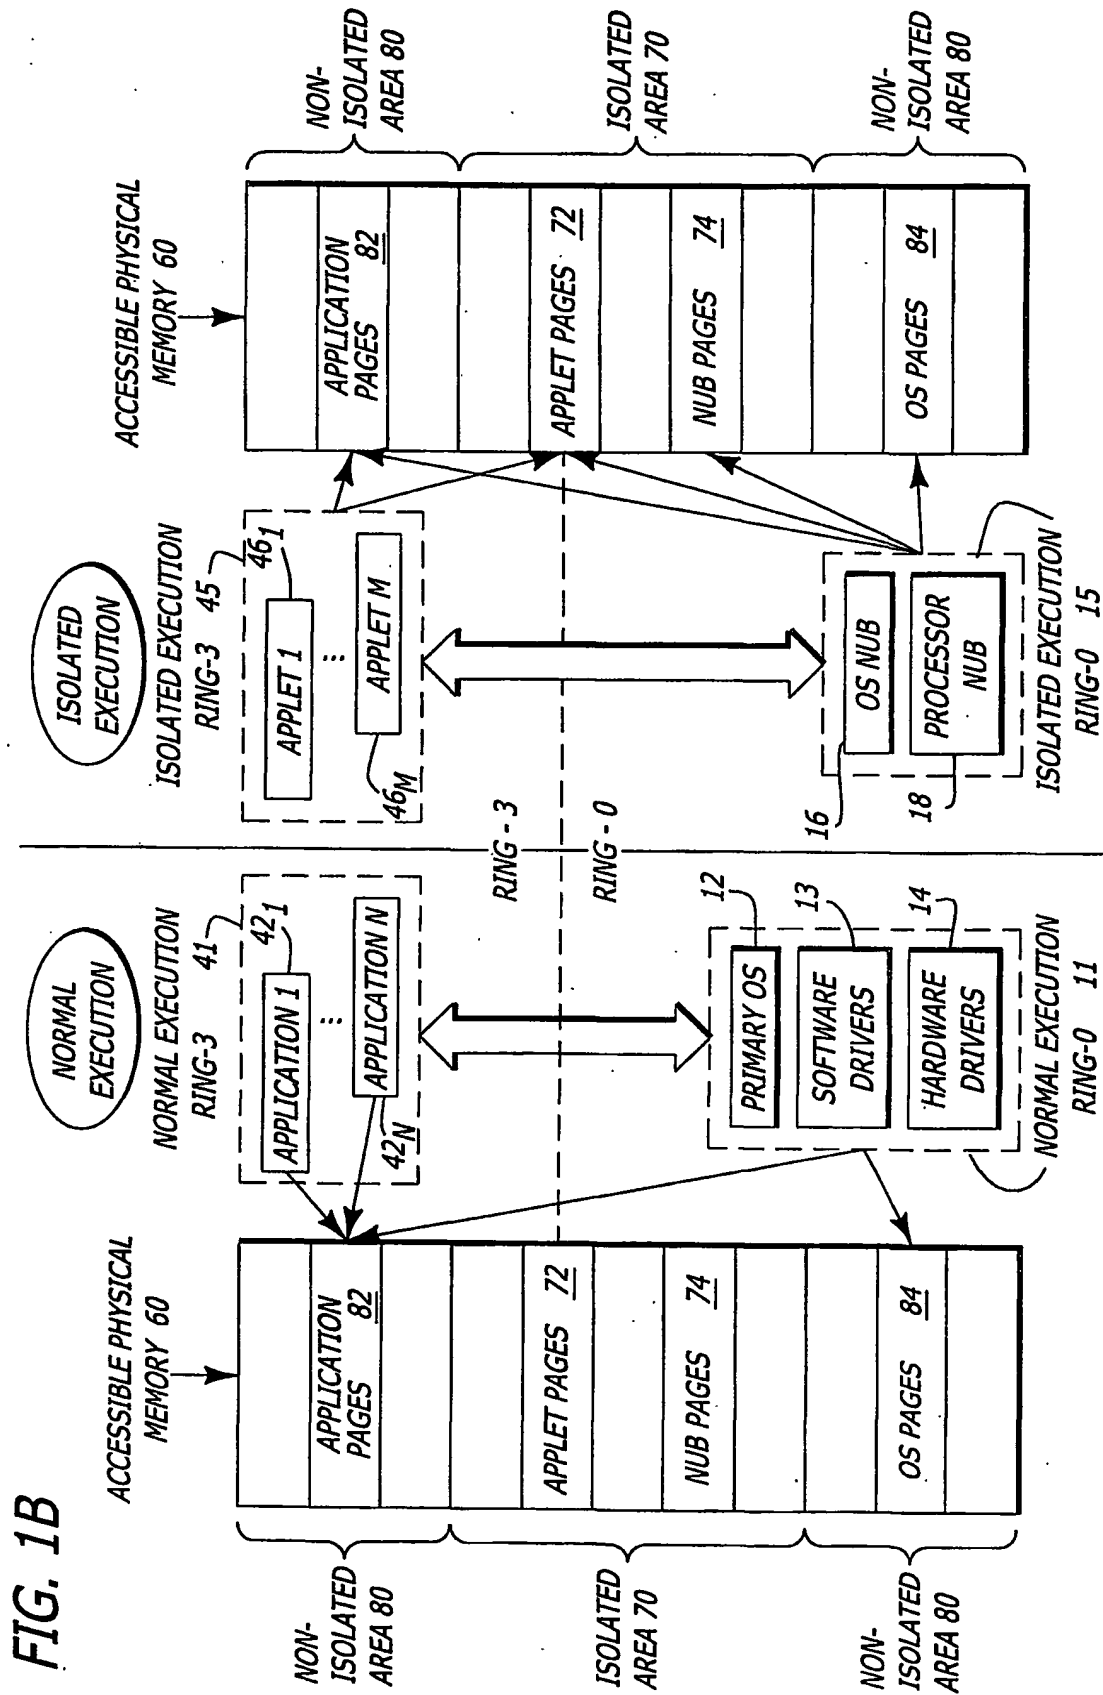 FIG. 1B
ACCESSIBLE PHYSICAL
MEMORY 60
NON-
ISOLATED
AREA 80
ISOLATED
AREA 70
NON-
ISOLATED
AREA 80
APPLICATION
PAGES 82
APPLET PAGES 72
NUB PAGES 74
OS PAGES 84
NORMAL
EXECUTION
NORMAL EXECUTION
RING-3 41
APPLICATION 1
42₁
...
APPLICATION N
42N
RING - 3
RING - 0
PRIMARY OS
12
SOFTWARE
DRIVERS
13
HARDWARE
DRIVERS
14
NORMAL EXECUTION
RING-0 11
ISOLATED
EXECUTION
ISOLATED EXECUTION
RING-3 45
APPLET 1
46₁
...
APPLET M
46M
OS NUB
16
PROCESSOR
NUB
18
ISOLATED EXECUTION
RING-0 15
ACCESSIBLE PHYSICAL
MEMORY 60
APPLICATION
PAGES 82
APPLET PAGES 72
NUB PAGES 74
OS PAGES 84
NON-
ISOLATED
AREA 80
ISOLATED
AREA 70
NON-
ISOLATED
AREA 80